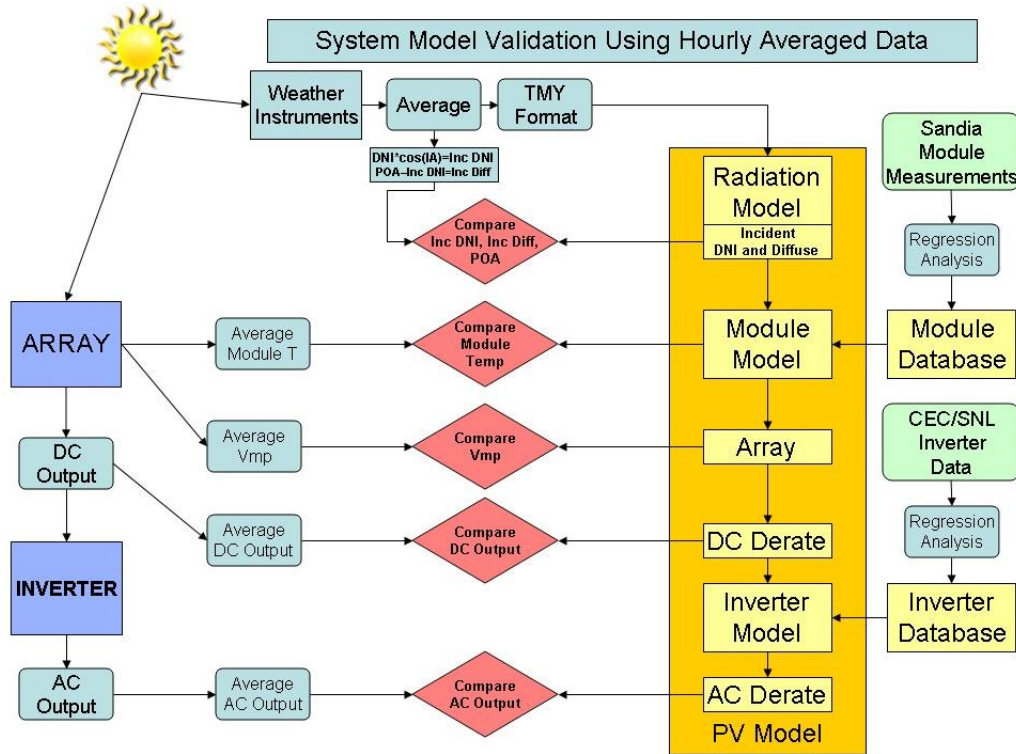 System Model Validation Using Hourly Averaged Data
Weather
Instruments
Average
TMY
Format
DNI*cos(IA)=Inc DNI
POA–Inc DNI=Inc Diff
Sandia
Module
Measurements
Radiation
Model
Incident
DNI and Diffuse
Compare
Inc DNI, Inc Diff,
POA
Regression
Analysis
ARRAY
Average
Module T
Compare
Module
Temp
Module
Model
Module
Database
DC
Output
Average
Vmp
Compare
Vmp
Array
CEC/SNL
Inverter
Data
Average
DC Output
Compare
DC Output
DC Derate
Regression
Analysis
INVERTER
Inverter
Model
Inverter
Database
AC
Output
Average
AC Output
Compare
AC Output
AC Derate
PV Model